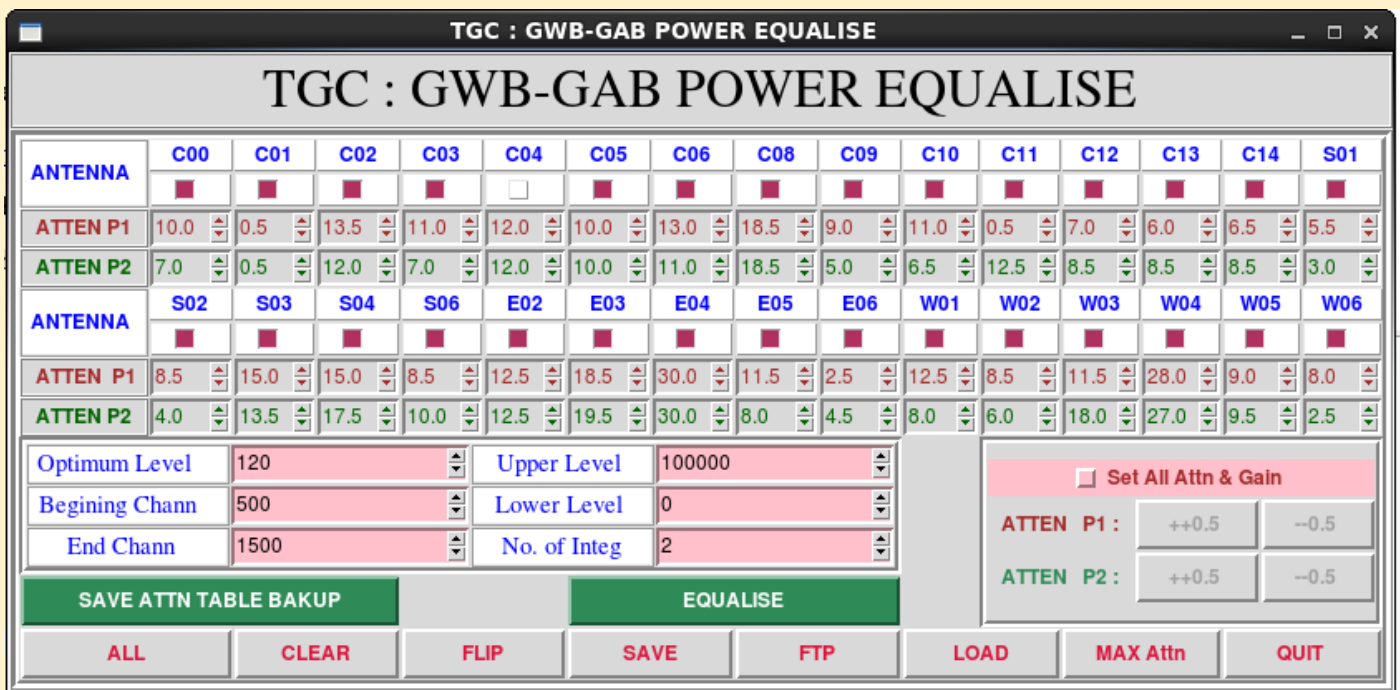 TGC : GWB-GAB POWER EQUALISE
TGC : GWB-GAB POWER EQUALISE
ANTENNA C00 C01 C02 C03 C04 C05 C06 C08 C09 C10 C11 C12 C13 C14 S01
ATTEN P1 10.0 0.5 13.5 11.0 12.0 10.0 13.0 18.5 9.0 11.0 0.5 7.0 6.0 6.5 5.5
ATTEN P2 7.0 0.5 12.0 7.0 12.0 10.0 11.0 18.5 5.0 6.5 12.5 8.5 8.5 8.5 3.0
ANTENNA S02 S03 S04 S06 E02 E03 E04 E05 E06 W01 W02 W03 W04 W05 W06
ATTEN P1 8.5 15.0 15.0 8.5 12.5 18.5 30.0 11.5 2.5 12.5 8.5 11.5 28.0 9.0 8.0
ATTEN P2 4.0 13.5 17.5 10.0 12.5 19.5 30.0 8.0 4.5 8.0 6.0 18.0 27.0 9.5 2.5
Optimum Level 120 Upper Level 100000
Begining Chann 500 Lower Level 0
End Chann 1500 No. of Integ 2
Set All Attn & Gain
ATTEN P1 : ++0.5 --0.5
ATTEN P2 : ++0.5 --0.5
SAVE ATTN TABLE BAKUP EQUALISE
ALL CLEAR FLIP SAVE FTP LOAD MAX Attn QUIT